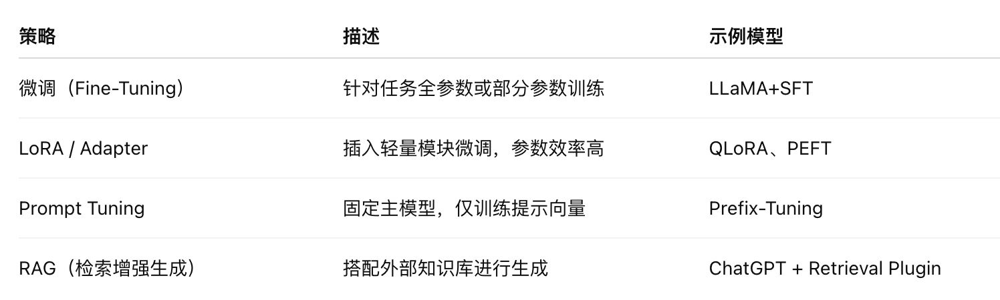 策略 描述 示例模型
微调（Fine-Tuning） 针对任务全参数或部分参数训练 LLaMA+SFT
LoRA / Adapter 插入轻量模块微调，参数效率高 QLoRA、PEFT
Prompt Tuning 固定主模型，仅训练提示向量 Prefix-Tuning
RAG（检索增强生成） 搭配外部知识库进行生成 ChatGPT + Retrieval Plugin